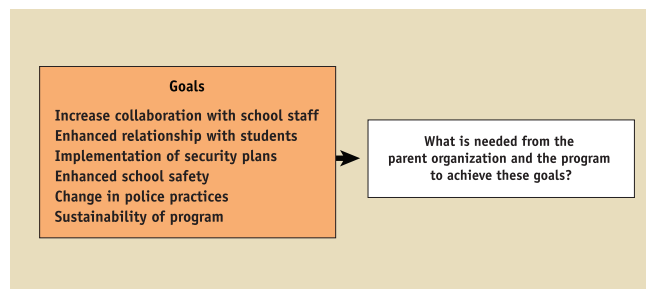 Goals
Increase collaboration with school staff
Enhanced relationship with students
Implementation of security plans
Enhanced school safety
Change in police practices
Sustainability of program
What is needed from the
parent organization and the program
to achieve these goals?